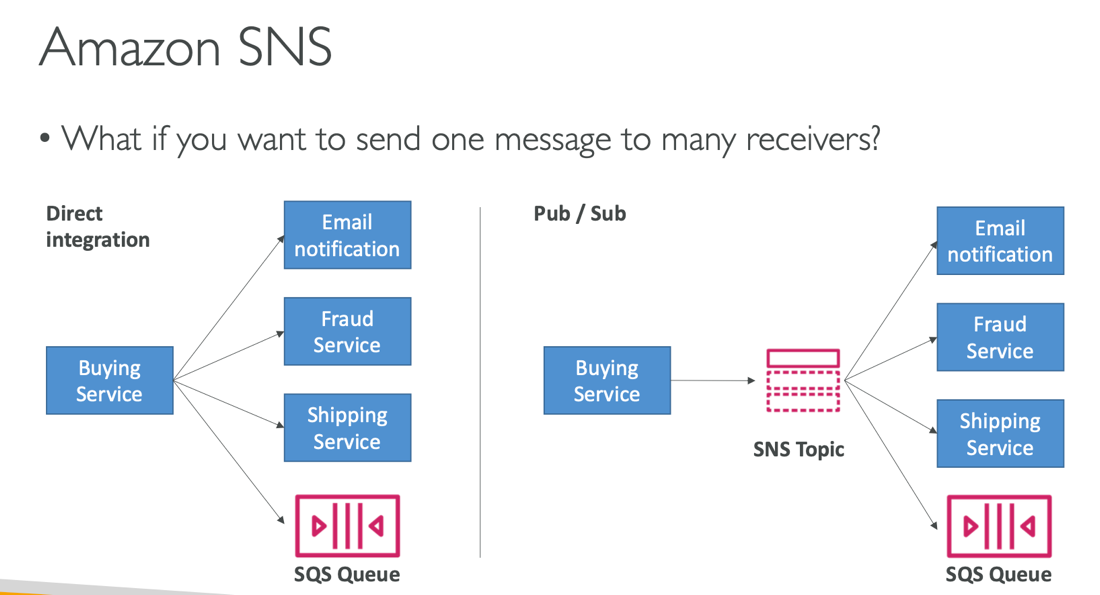 Amazon SNS
• What if you want to send one message to many receivers?
Direct
integration
Email
notification
Fraud
Service
Buying
Service
Shipping
Service
SQS Queue
Pub / Sub
Email
notification
Fraud
Service
Buying
Service
SNS Topic
Shipping
Service
SQS Queue